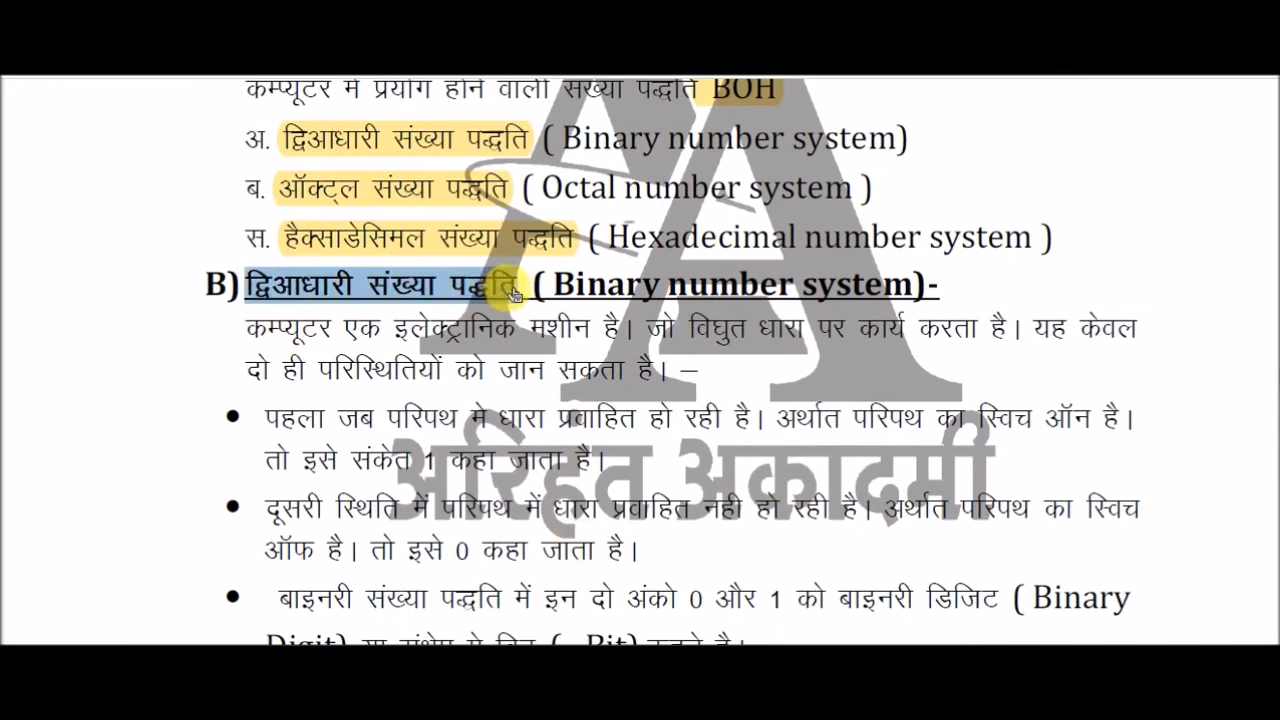 कम्प्यूटर मे प्रयोग होने वाली संख्या पद्धति BOH
अ. द्विआधारी संख्या पद्धति ( Binary number system)
ब. ऑक्ट्ल संख्या पद्धति ( Octal number system )
स. हैक्साडेसिमल संख्या पद्धति ( Hexadecimal number system )
B) द्विआधारी संख्या पद्धति ( Binary number system)-
कम्प्यूटर एक इलेक्ट्रानिक मशीन है। जो विघुत धारा पर कार्य करता है। यह केवल
दो ही परिस्थितियों को जान सकता है। –
• पहला जब परिपथ मे धारा प्रवाहित हो रही है। अर्थात परिपथ का स्विच ऑन है।
तो इसे संकेत 1 कहा जाता है।
• दूसरी स्थिति में परिपथ में धारा प्रवाहित नही हो रही है। अर्थात परिपथ का स्विच
ऑफ है। तो इसे 0 कहा जाता है।
• बाइनरी संख्या पद्धति में इन दो अंको 0 और 1 को बाइनरी डिजिट ( Binary
Digit) या संक्षेप मे बिट ( Bit) कहते है।
AA
अरिहंत अकादमी